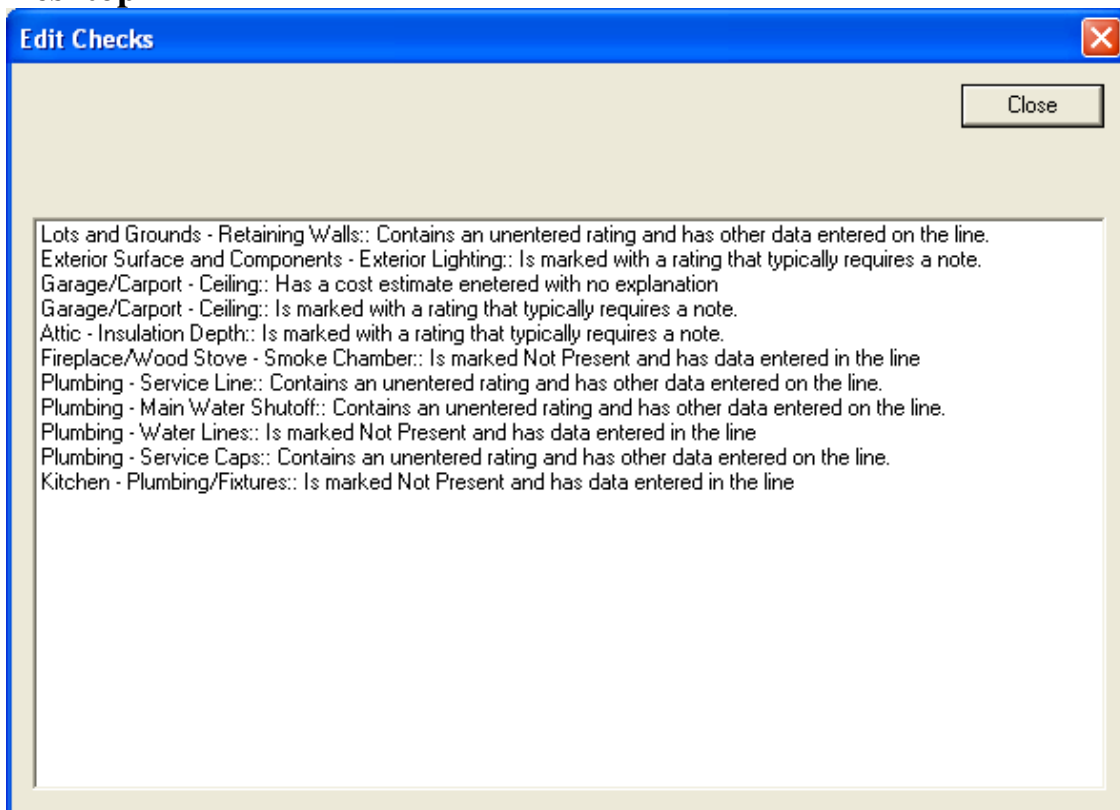 Edit Checks
Close
Lots and Grounds - Retaining Walls:: Contains an unentered rating and has other data entered on the line.
Exterior Surface and Components - Exterior Lighting:: Is marked with a rating that typically requires a note.
Garage/Carport - Ceiling:: Has a cost estimate enetered with no explanation
Garage/Carport - Ceiling:: Is marked with a rating that typically requires a note.
Attic - Insulation Depth:: Is marked with a rating that typically requires a note.
Fireplace/Wood Stove - Smoke Chamber:: Is marked Not Present and has data entered in the line
Plumbing - Service Line:: Contains an unentered rating and has other data entered on the line.
Plumbing - Main Water Shutoff:: Contains an unentered rating and has other data entered on the line.
Plumbing - Water Lines:: Is marked Not Present and has data entered in the line
Plumbing - Service Caps:: Contains an unentered rating and has other data entered on the line.
Kitchen - Plumbing/Fixtures:: Is marked Not Present and has data entered in the line